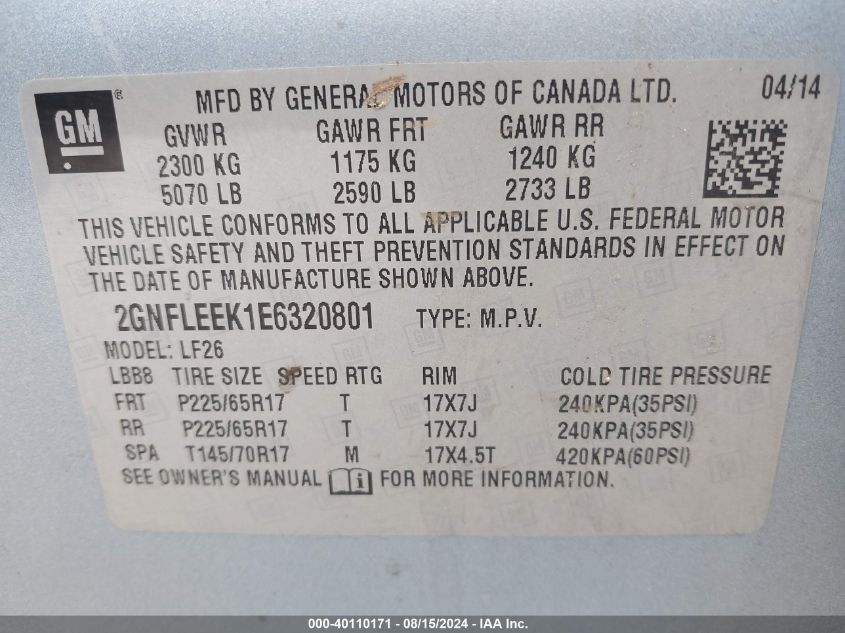 GM®
MFD BY GENERAL MOTORS OF CANADA LTD. 04/14
GVWR GAWR FRT GAWR RR
2300 KG 1175 KG 1240 KG
5070 LB 2590 LB 2733 LB
THIS VEHICLE CONFORMS TO ALL APPLICABLE U.S. FEDERAL MOTOR
VEHICLE SAFETY AND THEFT PREVENTION STANDARDS IN EFFECT ON
THE DATE OF MANUFACTURE SHOWN ABOVE.
2GNFLEEK1E6320801 TYPE: M.P.V.
MODEL: LF26
LBB8 TIRE SIZE SPEED RTG RIM COLD TIRE PRESSURE
FRT P225/65R17 T 17X7J 240KPA(35PSI)
RR P225/65R17 T 17X7J 240KPA(35PSI)
SPA T145/70R17 M 17X4.5T 420KPA(60PSI)
SEE OWNER'S MANUAL i FOR MORE INFORMATION.
000-40110171 - 08/15/2024 - IAA Inc.